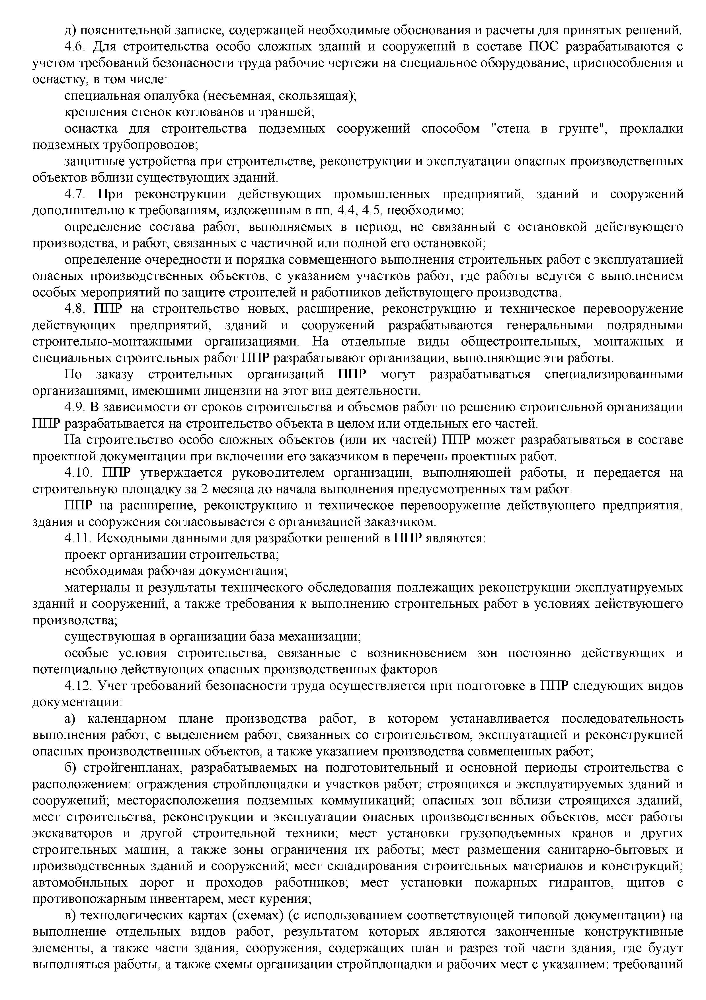 д) пояснительной записке, содержащей необходимые обоснования и расчеты для принятых решений.
4.6. Для строительства особо сложных зданий и сооружений в составе ПОС разрабатываются с
учетом требований безопасности труда рабочие чертежи на специальное оборудование, приспособления и
оснастку, в том числе:
специальная опалубка (несъемная, скользящая);
крепления стенок котлованов и траншей;
оснастка для строительства подземных сооружений способом "стена в грунте", прокладки
подземных трубопроводов;
защитные устройства при строительстве, реконструкции и эксплуатации опасных производственных
объектов вблизи существующих зданий.
4.7. При реконструкции действующих промышленных предприятий, зданий и сооружений
дополнительно к требованиям, изложенным в пп. 4.4, 4.5, необходимо:
определение состава работ, выполняемых в период, не связанный с остановкой действующего
производства, и работ, связанных с частичной или полной его остановкой;
определение очередности и порядка совмещенного выполнения строительных работ с эксплуатацией
опасных производственных объектов, с указанием участков работ, где работы ведутся с выполнением
особых мероприятий по защите строителей и работников действующего производства.
4.8. ППР на строительство новых, расширение, реконструкцию и техническое перевооружение
действующих предприятий, зданий и сооружений разрабатываются генеральными подрядными
строительно-монтажными организациями. На отдельные виды общестроительных, монтажных и
специальных строительных работ ППР разрабатывают организации, выполняющие эти работы.
По заказу строительных организаций ППР могут разрабатываться специализированными
организациями, имеющими лицензии на этот вид деятельности.
4.9. В зависимости от сроков строительства и объемов работ по решению строительной организации
ППР разрабатывается на строительство объекта в целом или отдельных его частей.
На строительство особо сложных объектов (или их частей) ППР может разрабатываться в составе
проектной документации при включении его заказчиком в перечень проектных работ.
4.10. ППР утверждается руководителем организации, выполняющей работы, и передается на
строительную площадку за 2 месяца до начала выполнения предусмотренных там работ.
ППР на расширение, реконструкцию и техническое перевооружение действующего предприятия,
здания и сооружения согласовывается с организацией заказчиком.
4.11. Исходными данными для разработки решений в ППР являются:
проект организации строительства;
необходимая рабочая документация;
материалы и результаты технического обследования подлежащих реконструкции эксплуатируемых
зданий и сооружений, а также требования к выполнению строительных работ в условиях действующего
производства;
существующая в организации база механизации;
особые условия строительства, связанные с возникновением зон постоянно действующих и
потенциально действующих опасных производственных факторов.
4.12. Учет требований безопасности труда осуществляется при подготовке в ППР следующих видов
документации:
а) календарном плане производства работ, в котором устанавливается последовательность
выполнения работ, с выделением работ, связанных со строительством, эксплуатацией и реконструкцией
опасных производственных объектов, а также указанием производства совмещенных работ;
б) стройгенпланах, разрабатываемых на подготовительный и основной периоды строительства с
расположением: ограждения стройплощадки и участков работ; строящихся и эксплуатируемых зданий и
сооружений; месторасположения подземных коммуникаций; опасных зон вблизи строящихся зданий,
мест строительства, реконструкции и эксплуатации опасных производственных объектов, мест работы
экскаваторов и другой строительной техники; мест установки грузоподъемных кранов и других
строительных машин, а также зоны ограничения их работы; мест размещения санитарно-бытовых и
производственных зданий и сооружений; мест складирования строительных материалов и конструкций;
автомобильных дорог и проходов работников; мест установки пожарных гидрантов, щитов с
противопожарным инвентарем, мест курения;
в) технологических картах (схемах) (с использованием соответствующей типовой документации) на
выполнение отдельных видов работ, результатом которых являются законченные конструктивные
элементы, а также части здания, сооружения, содержащих план и разрез той части здания, где будут
выполняться работы, а также схемы организации стройплощадки и рабочих мест с указанием: требований